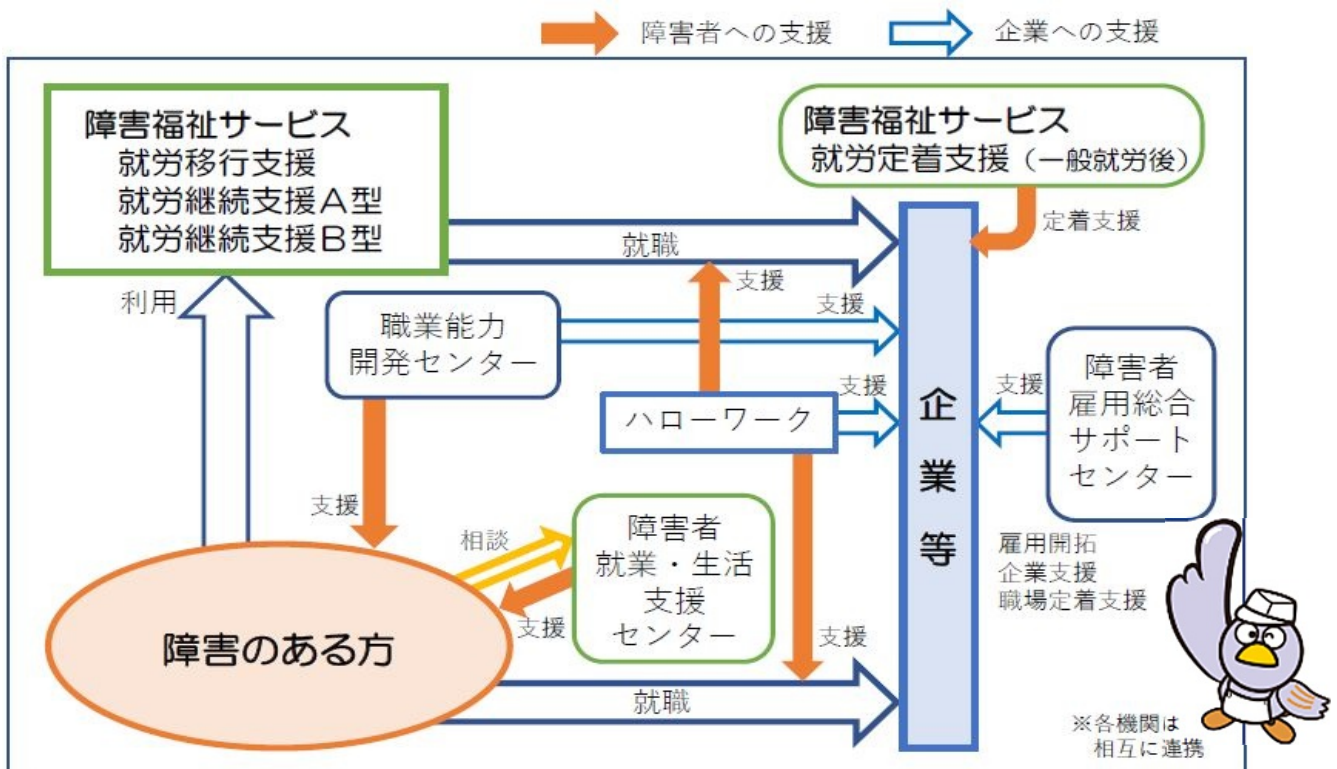 障害者への支援
企業への支援
障害福祉サービス
就労移行支援
就労継続支援A型
就労継続支援B型
障害福祉サービス
就労定着支援（一般就労後）
定着支援
就職
支援
利用
職業能力
開発センター
支援
ハローワーク
支援
企業等
支援
障害者
雇用総合
サポート
センター
雇用開拓
企業支援
職場定着支援
支援
相談
支援
障害者
就業・生活
支援
センター
支援
障害のある方
就職
※各機関は
相互に連携